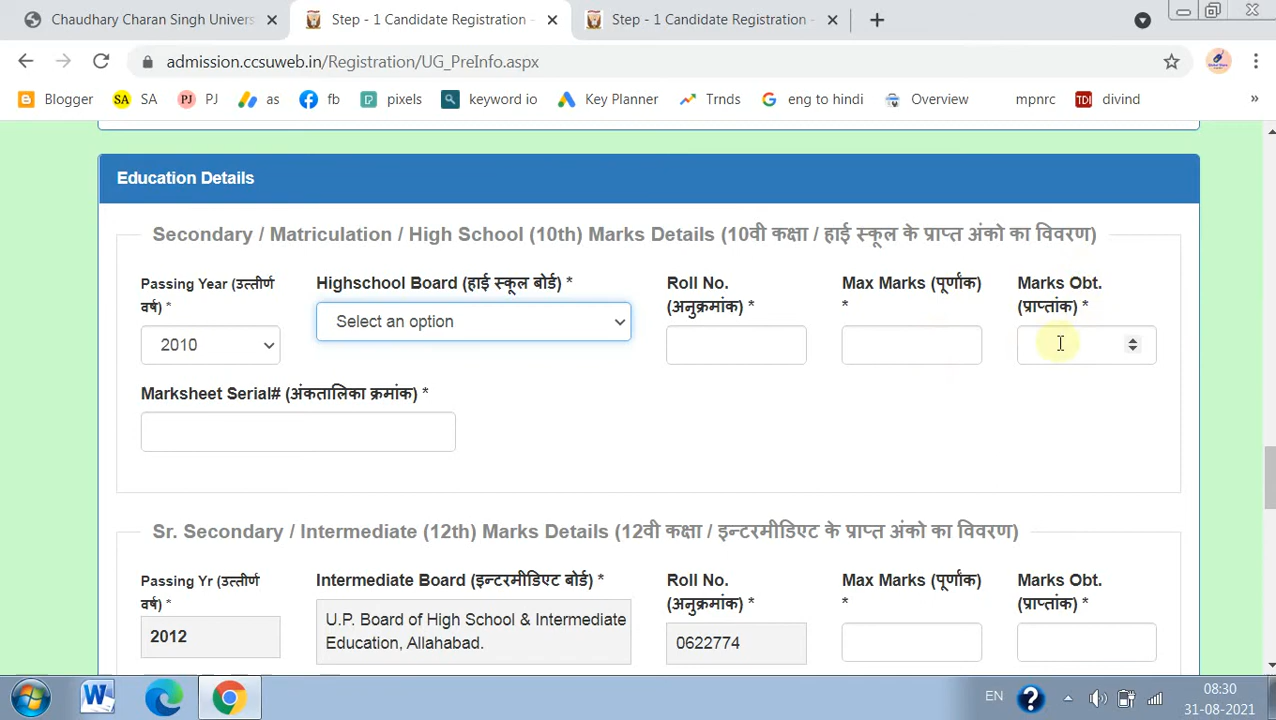 Chaudhary Charan Singh Univers
Step - 1 Candidate Registration -
Step - 1 Candidate Registration -
admission.ccsuweb.in/Registration/UG_PreInfo.aspx
Blogger SA SA PJ PJ as fb pixels keyword io Key Planner Trnds eng to hindi Overview mpnrc TDI divind »
Education Details
Secondary / Matriculation / High School (10th) Marks Details (10वी कक्षा / हाई स्कूल के प्राप्त अंको का विवरण)
Passing Year (उत्तीर्ण वर्ष) *
Highschool Board (हाई स्कूल बोर्ड) *
Roll No. (अनुक्रमांक) *
Max Marks (पूर्णांक) *
Marks Obt. (प्राप्तांक) *
2010
Select an option
Marksheet Serial# (अंकतालिका क्रमांक) *
Sr. Secondary / Intermediate (12th) Marks Details (12वी कक्षा / इन्टरमीडिएट के प्राप्त अंको का विवरण)
Passing Yr (उत्तीर्ण वर्ष) *
Intermediate Board (इन्टरमीडिएट बोर्ड) *
Roll No. (अनुक्रमांक) *
Max Marks (पूर्णांक) *
Marks Obt. (प्राप्तांक) *
2012
U.P. Board of High School & Intermediate
Education, Allahabad.
0622774
EN
08:30
31-08-2021